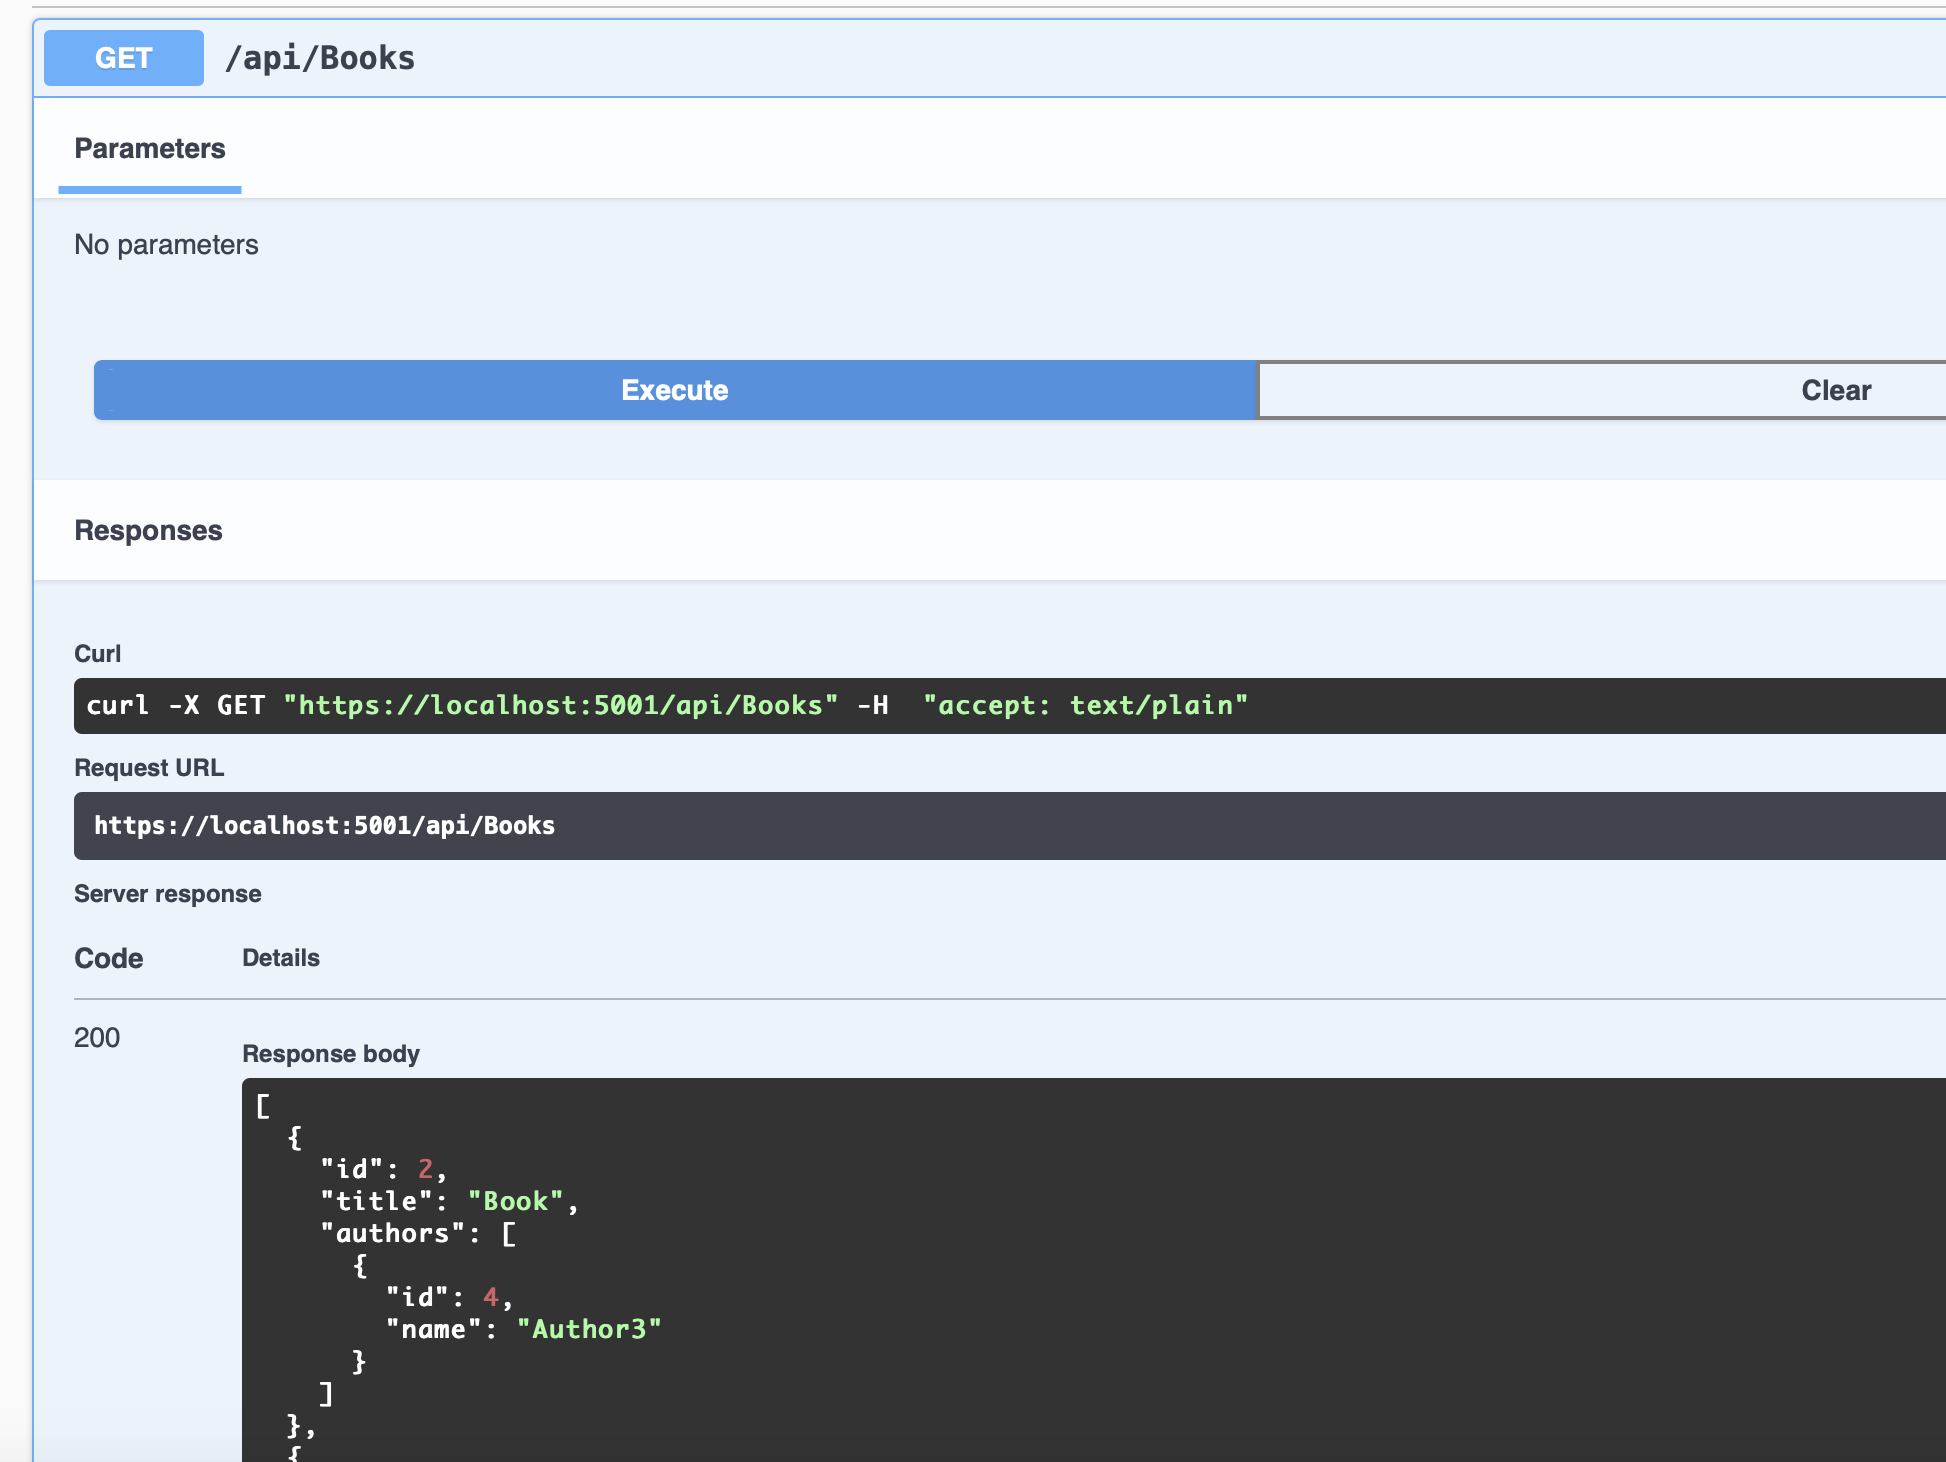 GET /api/Books
Parameters
No parameters
Execute Clear
Responses
Curl
curl -X GET "https://localhost:5001/api/Books" -H  "accept: text/plain"
Request URL
https://localhost:5001/api/Books
Server response
Code Details
200
Response body
[
  {
    "id": 2,
    "title": "Book",
    "authors": [
      {
        "id": 4,
        "name": "Author3"
      }
    ]
  },
  {